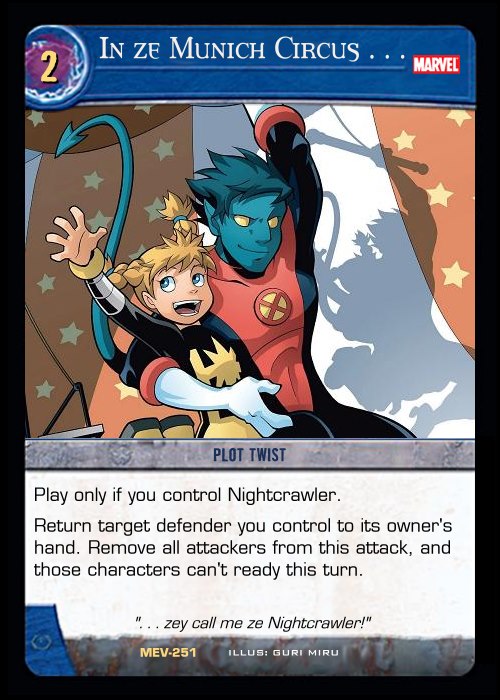 2
In ze Munich Circus . . .
MARVEL
PLOT TWIST
Play only if you control Nightcrawler.
Return target defender you control to its owner's
hand. Remove all attackers from this attack, and
those characters can't ready this turn.
". . . zey call me ze Nightcrawler!"
MEV-251 ILLUS: GURI MIRU